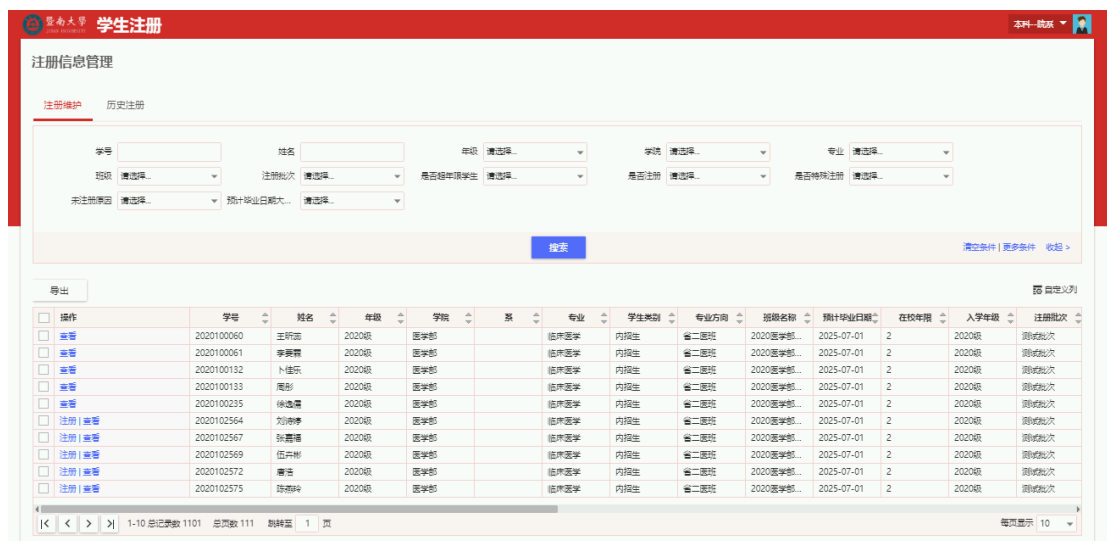 暨南大學 学生注册 本科--院系
JINAN UNIVERSITY
注册信息管理
注册维护 历史注册
学号 姓名 年级 请选择... 学院 请选择... 专业 请选择...
班级 请选择... 注册批次 请选择... 是否超年限学生 请选择... 是否注册 请选择... 是否特殊注册 请选择...
未注册原因 请选择... 预计毕业日期大... 请选择...
搜索 清空条件 | 更多条件 收起 >
导出 自定义列
操作 学号 姓名 年级 学院 系 专业 学生类别 专业方向 班级名称 预计毕业日期 在校年限 入学年级 注册批次
查看 2020100060 王昕 2020级 医学部 临床医学 内招生 省二医班 2020医学部... 2025-07-01 2 2020级 测试批次
查看 2020100061 李 霖 2020级 医学部 临床医学 内招生 省二医班 2020医学部... 2025-07-01 2 2020级 测试批次
查看 2020100132 卜佳乐 2020级 医学部 临床医学 内招生 省二医班 2020医学部... 2025-07-01 2 2020级 测试批次
查看 2020100133 周彤 2020级 医学部 临床医学 内招生 省二医班 2020医学部... 2025-07-01 2 2020级 测试批次
查看 2020100235 徐逸儒 2020级 医学部 临床医学 内招生 省二医班 2020医学部... 2025-07-01 2 2020级 测试批次
注册 | 查看 2020102564 刘沛婷 2020级 医学部 临床医学 内招生 省二医班 2020医学部... 2025-07-01 2 2020级 测试批次
注册 | 查看 2020102567 张嘉福 2020级 医学部 临床医学 内招生 省二医班 2020医学部... 2025-07-01 2 2020级 测试批次
注册 | 查看 2020102569 伍卉彬 2020级 医学部 临床医学 内招生 省二医班 2020医学部... 2025-07-01 2 2020级 测试批次
注册 | 查看 2020102572 唐浩 2020级 医学部 临床医学 内招生 省二医班 2020医学部... 2025-07-01 2 2020级 测试批次
注册 | 查看 2020102575 陈燕玲 2020级 医学部 临床医学 内招生 省二医班 2020医学部... 2025-07-01 2 2020级 测试批次
1-10 总记录数 1101 总页数 111 跳转至 1 页 每页显示 10